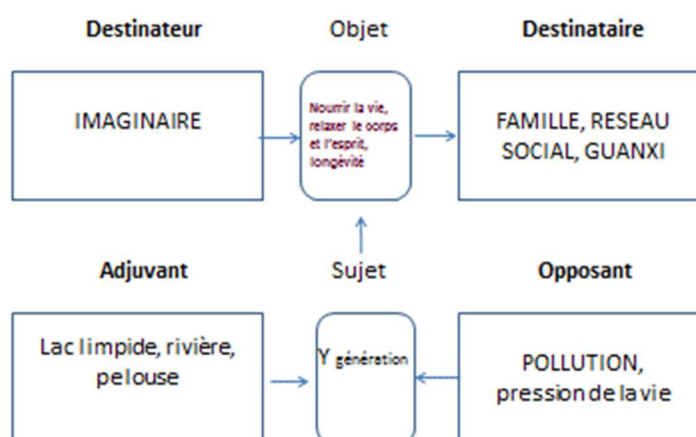 Destinateur
Objet
Destinataire
IMAGINAIRE
Nourrir la vie,
relaxer le corps
et l'esprit,
longévité
FAMILLE, RESEAU
SOCIAL, GUANXI
Adjuvant
Sujet
Opposant
Lac limpide, rivière,
pelouse
Y génération
POLLUTION,
pression de la vie